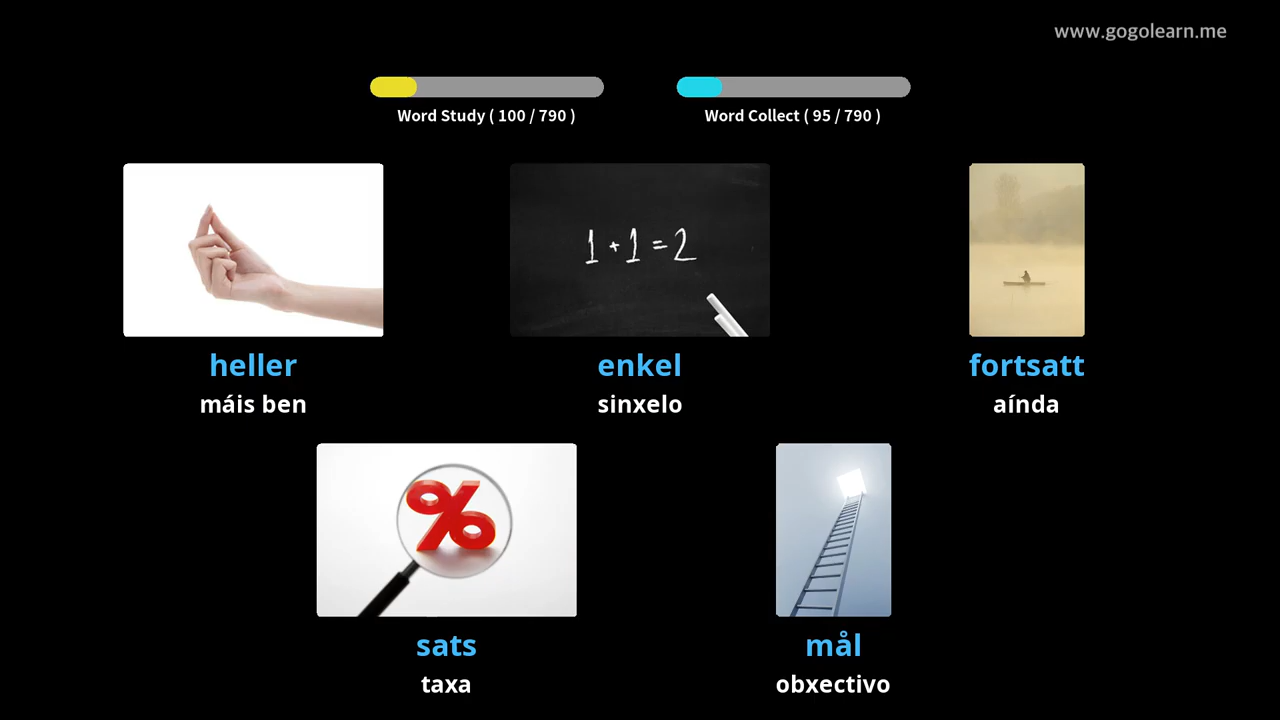 www.gogolearn.me
Word Study ( 100 / 790 )
Word Collect ( 95 / 790 )
1 + 1 = 2
heller
enkel
fortsatt
máis ben
sinxelo
aínda
%
sats
mål
taxa
obxectivo